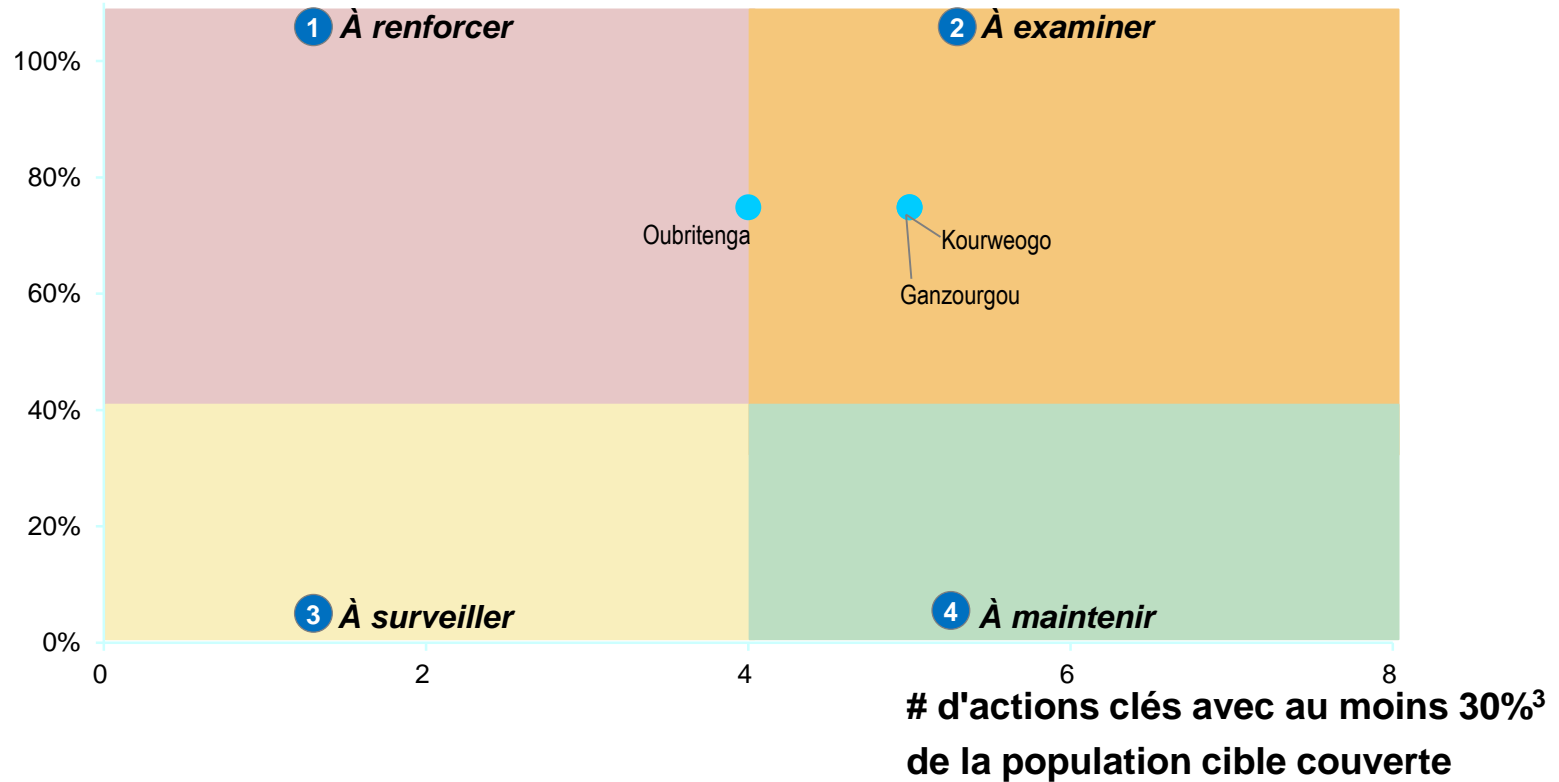 1 À renforcer
2 À examiner
100%
80%
60%
40%
20%
0%
Oubritenga
Kourweogo
Ganzourgou
3 À surveiller
4 À maintenir
0 2 4 6 8
# d'actions clés avec au moins 30%³
de la population cible couverte